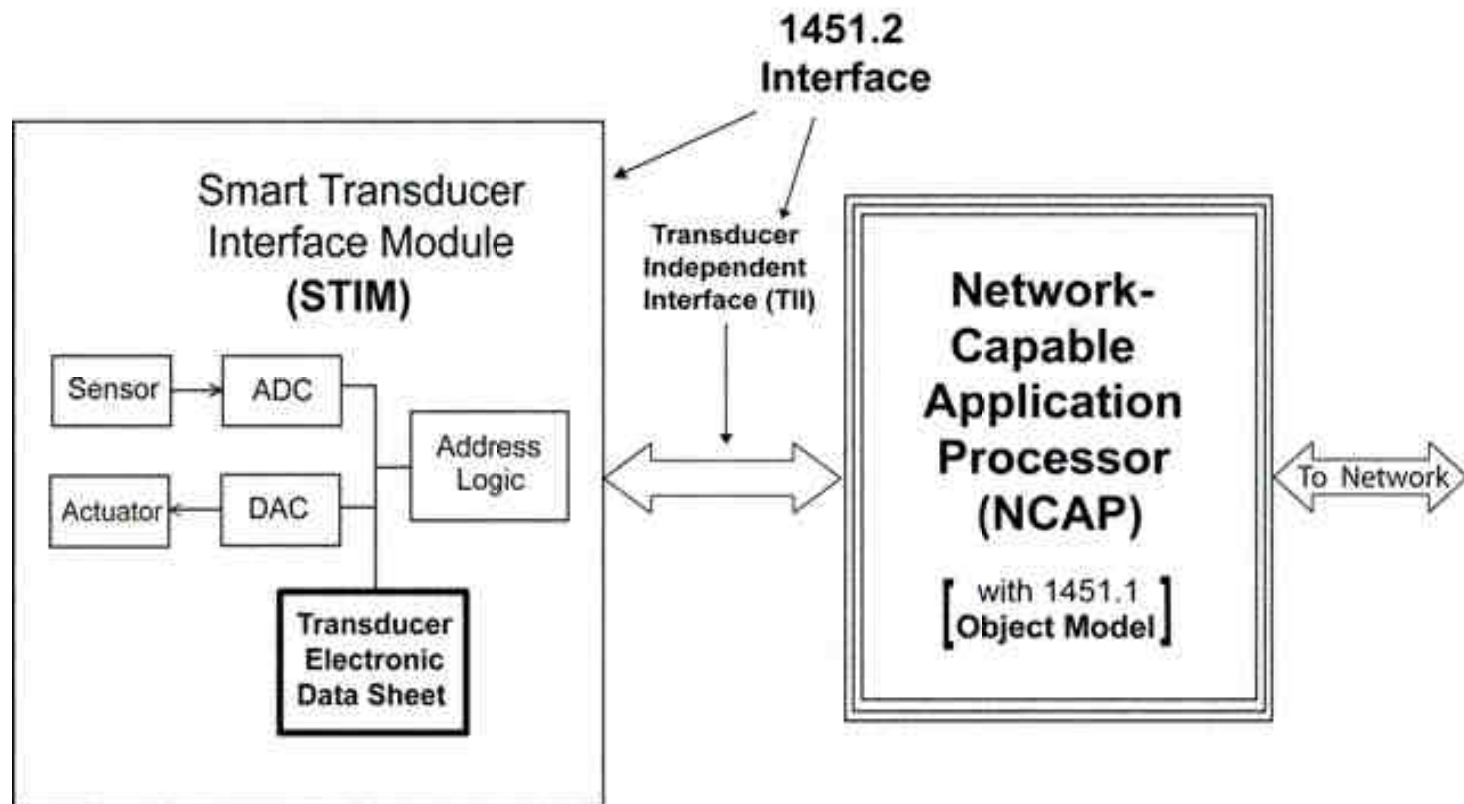 1451.2
Interface
Smart Transducer
Interface Module
(STIM)
Transducer
Independent
Interface (TII)
Sensor
ADC
Address
Logic
Actuator
DAC
Transducer
Electronic
Data Sheet
Network-
Capable
Application
Processor
(NCAP)
[with 1451.1
Object Model]
To Network